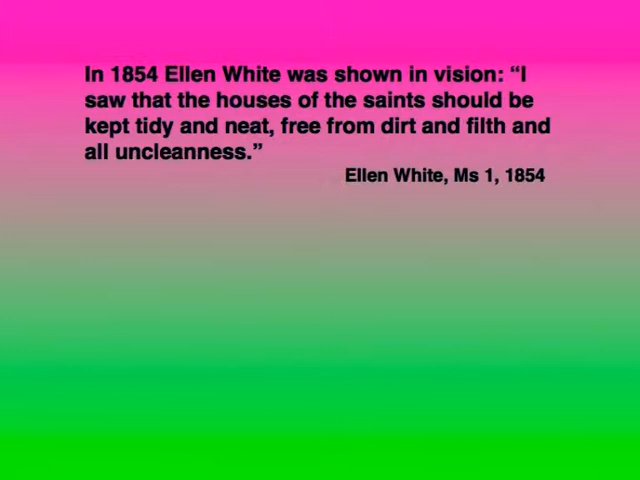 In 1854 Ellen White was shown in vision: “I
saw that the houses of the saints should be
kept tidy and neat, free from dirt and filth and
all uncleanness.”
Ellen White, Ms 1, 1854